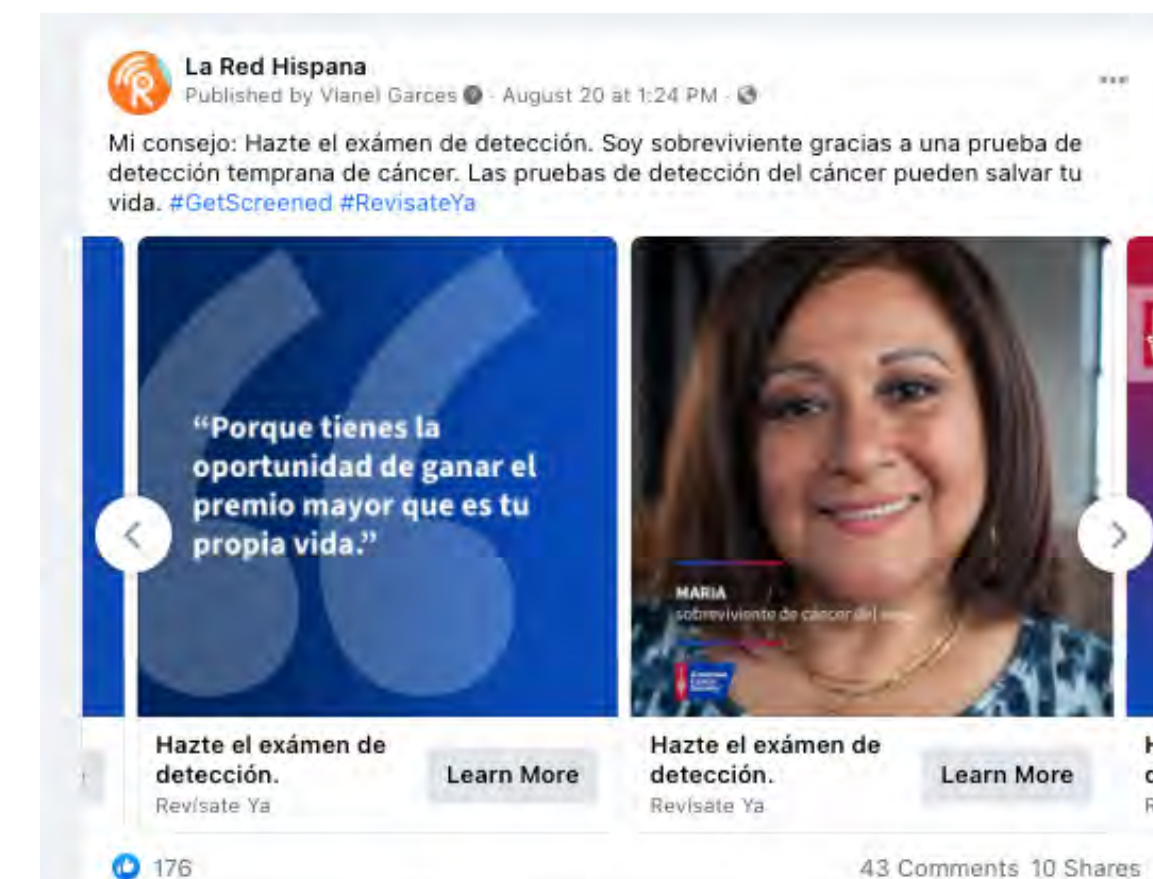 La Red Hispana
Published by Vianel Garces · August 20 at 1:24 PM ·
Mi consejo: Hazte el exámen de detección. Soy sobreviviente gracias a una prueba de
detección temprana de cáncer. Las pruebas de detección del cáncer pueden salvar tu
vida. #GetScreened #RevisateYa
“Porque tienes la
oportunidad de ganar el
premio mayor que es tu
propia vida.”
MARIA
sobreviviente de cáncer del
Hazte el exámen de
detección.
Revísate Ya
Learn More
Hazte el exámen de
detección.
Revísate Ya
Learn More
176
43 Comments 10 Shares